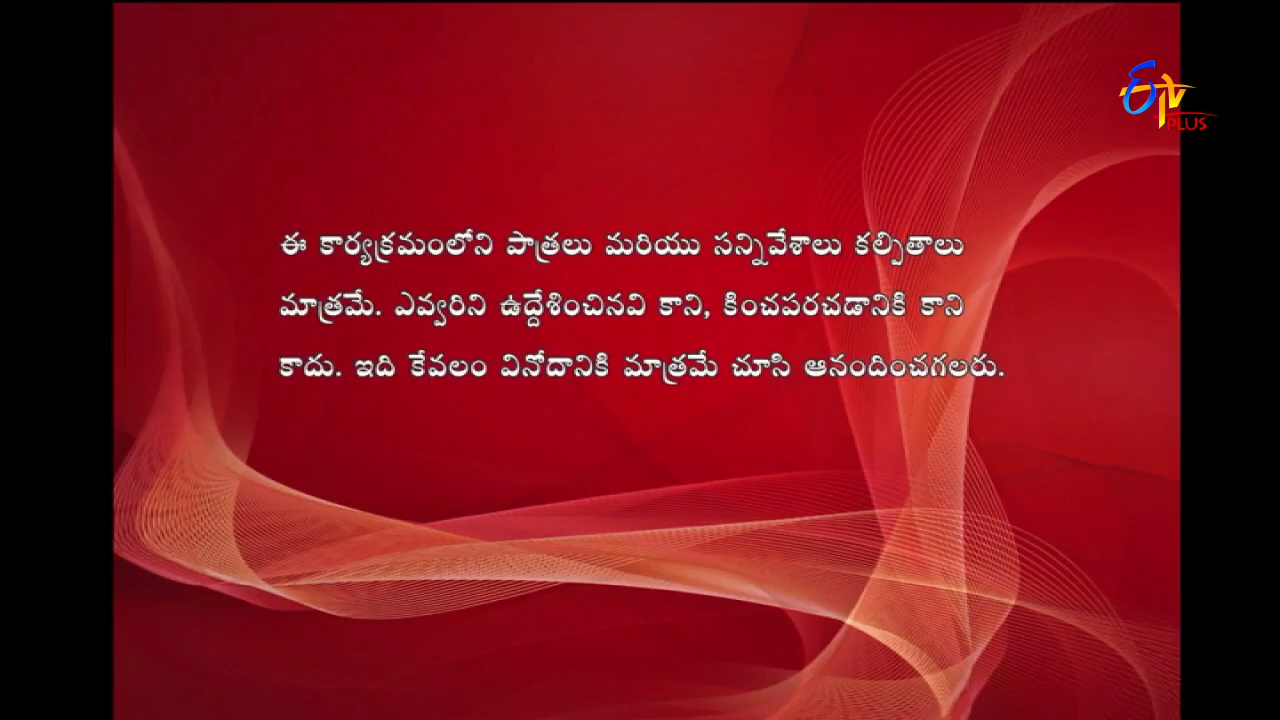 ETV
PLUS
ఈ కార్యక్రమంలోని పాత్రలు మరియు సన్నివేశాలు కల్పితాలు
మాత్రమే. ఎవ్వరిని ఉద్దేశించినవి కాని, కించపరచడానికి కాని
కాదు. ఇది కేవలం వినోదానికి మాత్రమే చూసి ఆనందించగలరు.